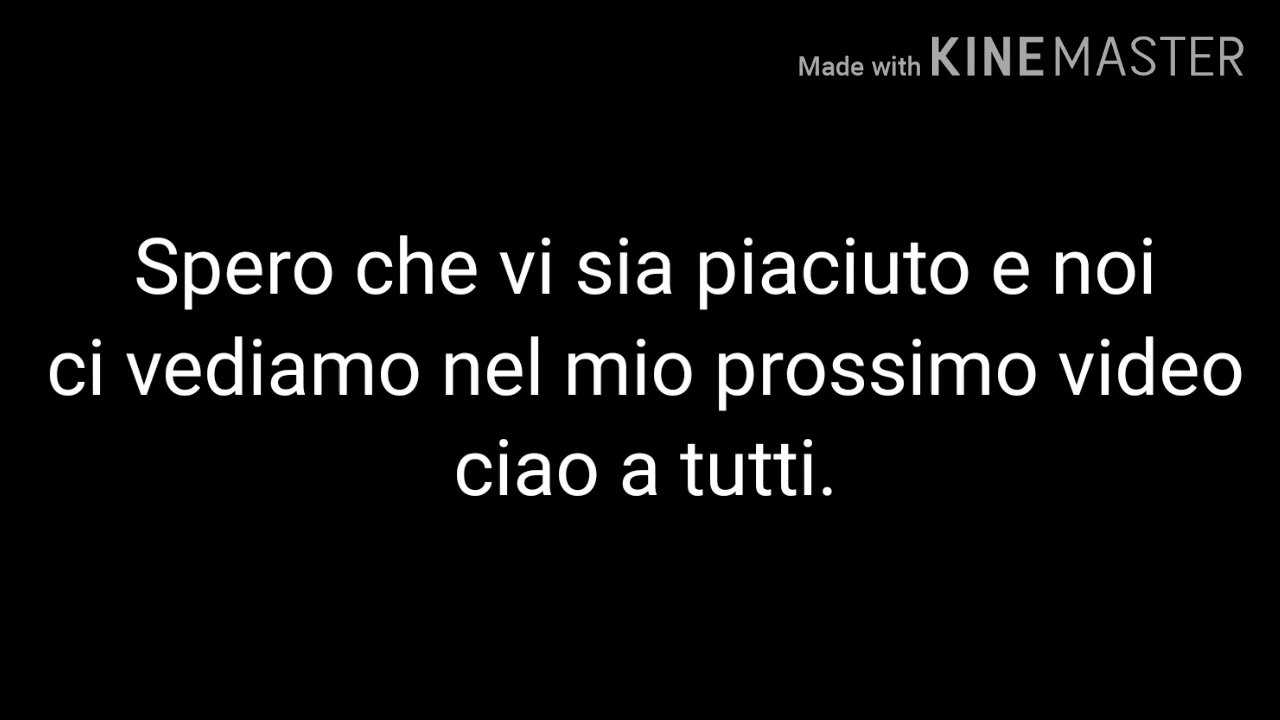 Made with KINEMASTER
Spero che vi sia piaciuto e noi
ci vediamo nel mio prossimo video
ciao a tutti.